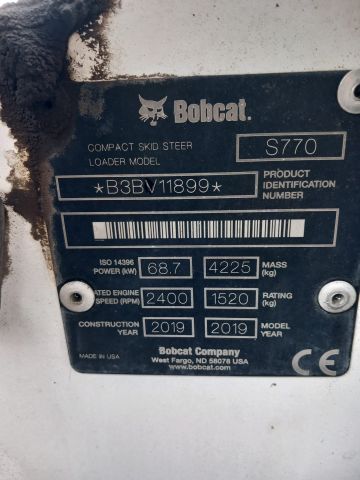 Bobcat.
COMPACT SKID STEER LOADER MODEL S770
*B3BV11899* PRODUCT IDENTIFICATION NUMBER
ISO 14396 POWER (kW) 68.7 4225 MASS (kg)
RATED ENGINE SPEED (RPM) 2400 1520 RATING (kg)
CONSTRUCTION YEAR 2019 2019 MODEL YEAR
MADE IN USA
Bobcat Company
West Fargo, ND 58078 USA
www.bobcat.com
CE